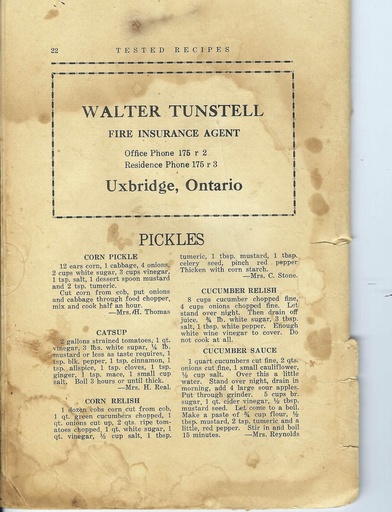 22 TESTED RECIPES
WALTER TUNSTELL
FIRE INSURANCE AGENT
Office Phone 175 r 2
Residence Phone 175 r 3
Uxbridge, Ontario
PICKLES
CORN PICKLE
12 ears corn, 1 cabbage, 4 onions,
2 cups white sugar, 3 cups vinegar,
1 tsp. salt, 1 dessert spoon mustard
and 2 tsp. tumeric.
Cut corn from cob, put onions
and cabbage through food chopper,
mix and cook half an hour.
—Mrs. H. Thomas
CATSUP
2 gallons strained tomatoes, 1 qt.
vinegar, 3 lbs. white sugar, ¼ lb.
mustard or less as taste requires, 1
tsp. blk. pepper, 1 tsp. cinnamon, 1
tsp. allspice, 1 tsp. cloves, 1 tsp.
ginger, 1 tsp. mace, 1 small cup
salt. Boil 3 hours or until thick.
—Mrs. H. Real.
CORN RELISH
1 dozen cobs corn cut from cob,
1 qt. green cucumbers chopped, 1
qt. onions cut up, 2 qts. ripe tom-
atoes chopped, 1 qt. white sugar, 1
qt. vinegar, ½ cup salt, 1 tbsp.
tumeric, 1 tbsp. mustard, 1 tbsp.
celery seed, pinch red pepper
Thicken with corn starch.
—Mrs. C. Stone.
CUCUMBER RELISH
8 cups cucumber chopped fine,
4 cups onions chopped fine. Let
stand over night. Then drain off
juice. ¾ lb. white sugar, 3 tbsp.
salt, 1 tbsp. white pepper. Enough
white wine vinegar to cover. Do
not cook at all.
CUCUMBER SAUCE
1 quart cucumbers cut fine, 2 qts.
onions cut fine, 1 small cauliflower,
½ cup salt. Over this a little
water. Stand over night, drain in
morning, add 4 large sour apples.
Put through grinder. 5 cups br.
sugar, 1 qt. cider vinegar, ½ tbsp.
mustard seed. Let come to a boil.
Make a paste of ¾ cup flour, ½
tbsp. mustard, 2 tsp. tumeric and a
little, red pepper. Stir in and boil
15 minutes. —Mrs. Reynolds